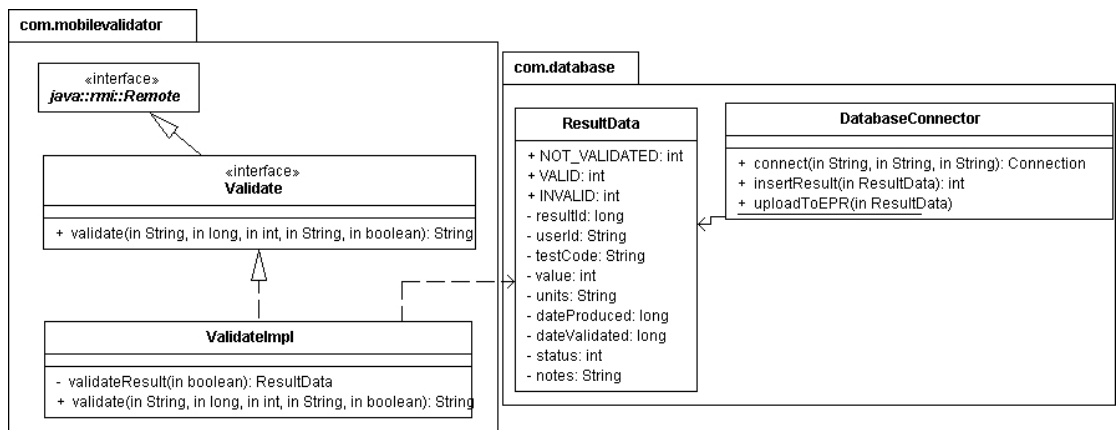 com.mobilevalidator
«interface»
java::rmi::Remote
«interface»
Validate
+ validate(in String, in long, in int, in String, in boolean): String
ValidateImpl
- validateResult(in boolean): ResultData
+ validate(in String, in long, in int, in String, in boolean): String
com.database
ResultData
+ NOT_VALIDATED: int
+ VALID: int
+ INVALID: int
- resultId: long
- userId: String
- testCode: String
- value: int
- units: String
- dateProduced: long
- dateValidated: long
- status: int
- notes: String
DatabaseConnector
+ connect(in String, in String, in String): Connection
+ insertResult(in ResultData): int
+ uploadToEPR(in ResultData)